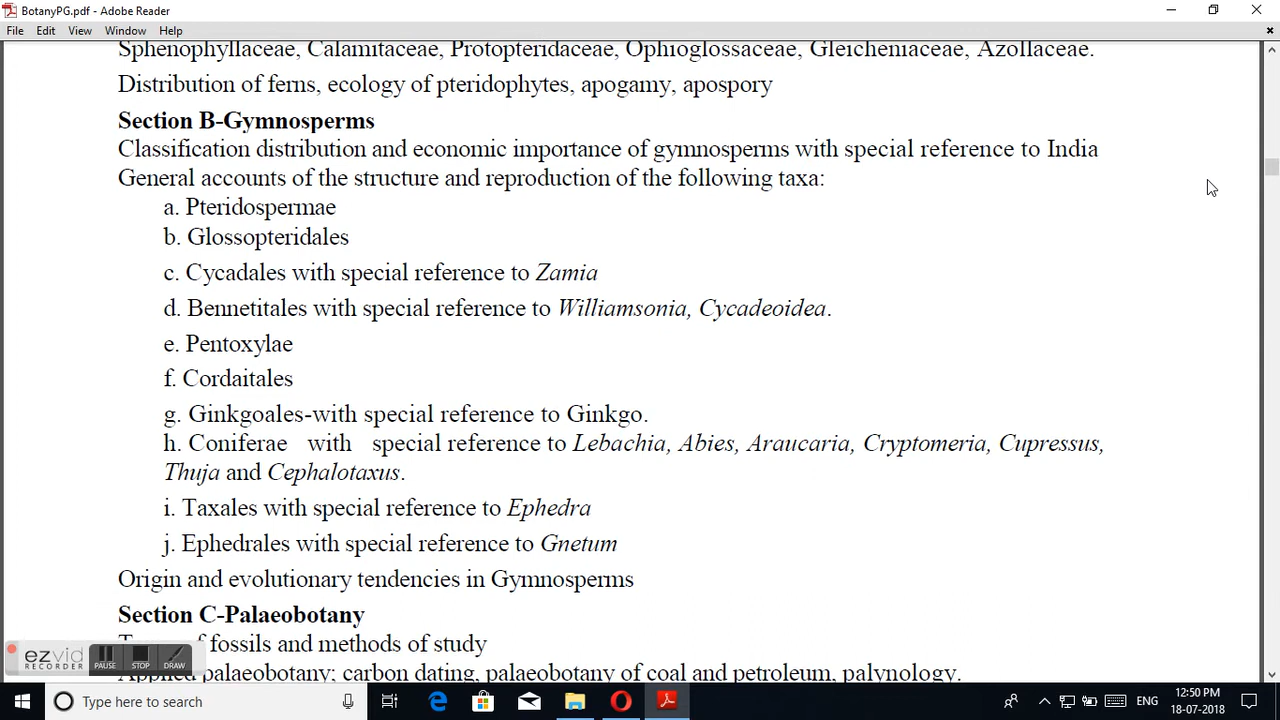 BotanyPG.pdf - Adobe Reader
File Edit View Window Help
Sphenophyllaceae, Calamitaceae, Protopteridaceae, Ophioglossaceae, Gleicheniaceae, Azollaceae.
Distribution of ferns, ecology of pteridophytes, apogamy, apospory
Section B-Gymnosperms
Classification distribution and economic importance of gymnosperms with special reference to India
General accounts of the structure and reproduction of the following taxa:
a. Pteridospermae
b. Glossopteridales
c. Cycadales with special reference to Zamia
d. Bennetitales with special reference to Williamsonia, Cycadeoidea.
e. Pentoxylae
f. Cordaitales
g. Ginkgoales-with special reference to Ginkgo.
h. Coniferae with special reference to Lebachia, Abies, Araucaria, Cryptomeria, Cupressus,
Thuja and Cephalotaxus.
i. Taxales with special reference to Ephedra
j. Ephedrales with special reference to Gnetum
Origin and evolutionary tendencies in Gymnosperms
Section C-Palaeobotany
of fossils and methods of study
Applied palaeobotany; carbon dating, palaeobotany of coal and petroleum, palynology.
ezvid
RECORDER
PAUSE STOP DRAW
Type here to search
ENG
12:50 PM
18-07-2018